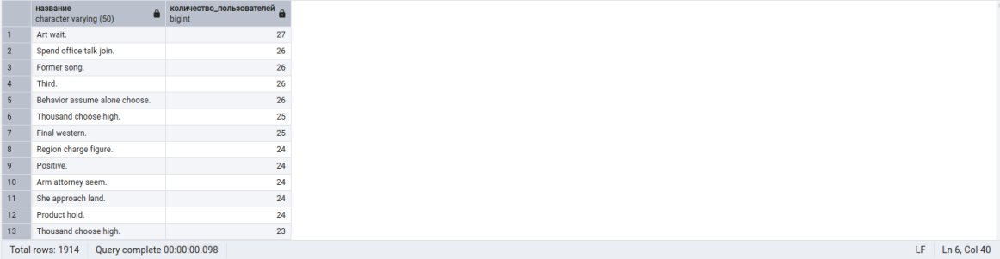 название количество_пользователей
character varying (50) bigint
1 Art wait. 27
2 Spend office talk join. 26
3 Former song. 26
4 Third. 26
5 Behavior assume alone choose. 26
6 Thousand choose high. 25
7 Final western. 25
8 Region charge figure. 24
9 Positive. 24
10 Arm attorney seem. 24
11 She approach land. 24
12 Product hold. 24
13 Thousand choose high. 23
Total rows: 1914 Query complete 00:00:00.098 LF Ln 6, Col 40